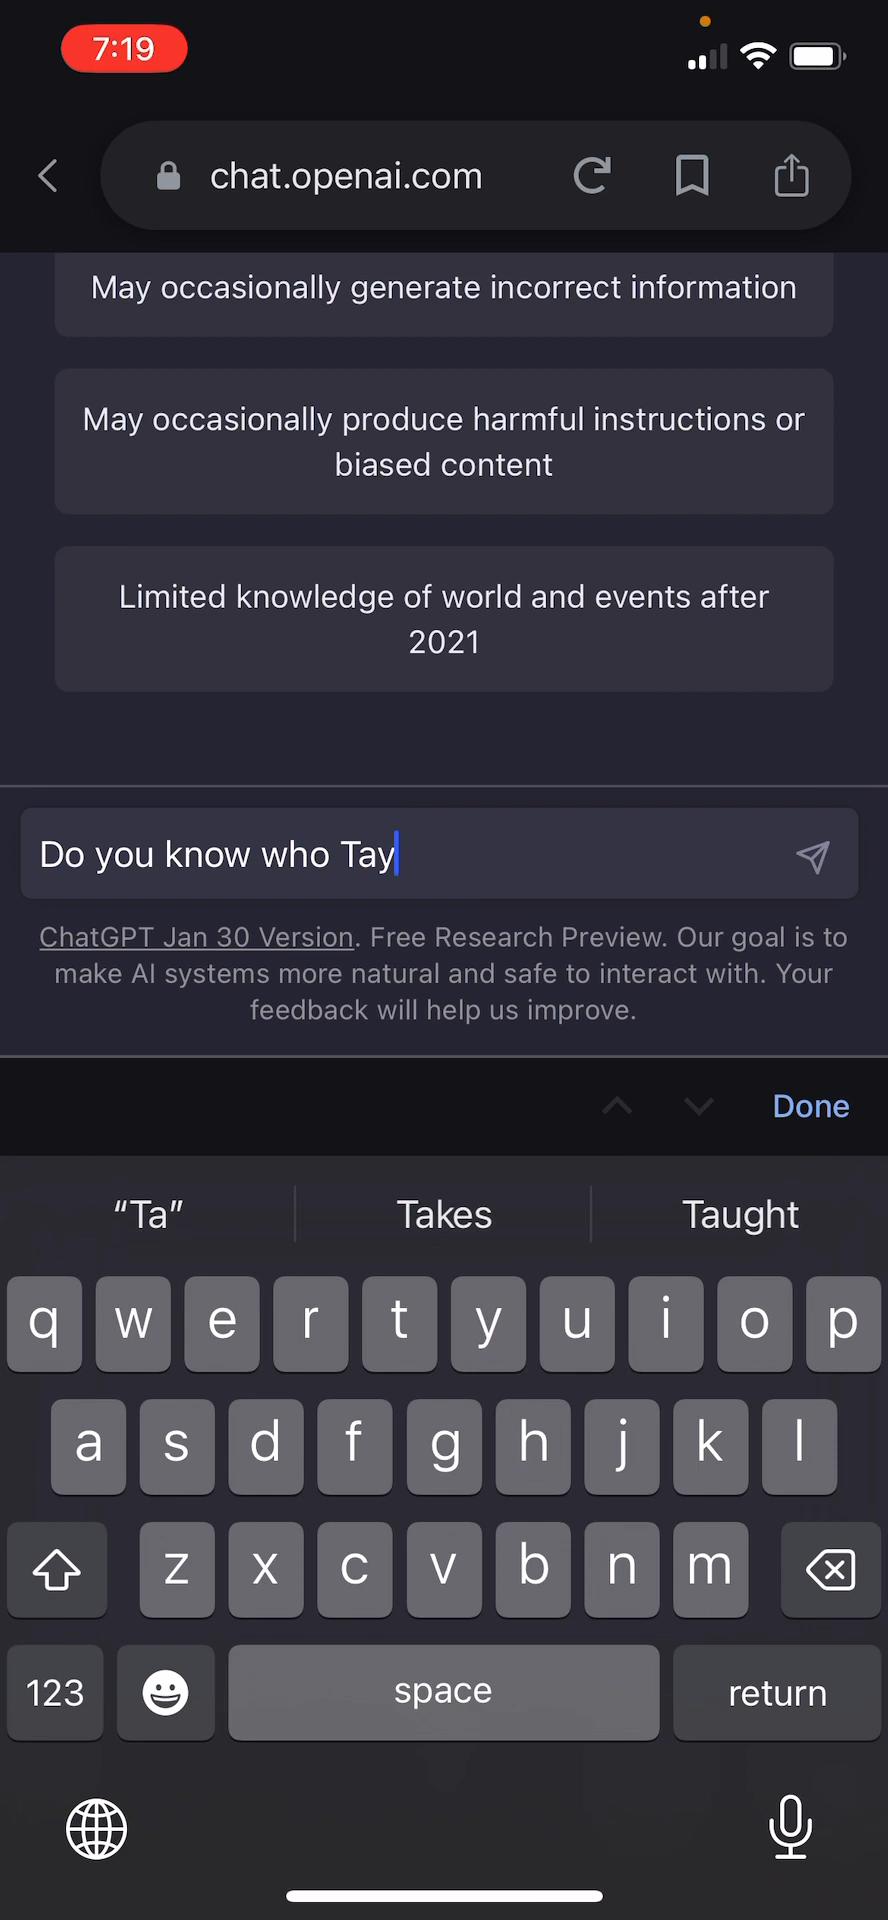 7:19
chat.openai.com
May occasionally generate incorrect information
May occasionally produce harmful instructions or
biased content
Limited knowledge of world and events after
2021
Do you know who Tay
ChatGPT Jan 30 Version. Free Research Preview. Our goal is to
make AI systems more natural and safe to interact with. Your
feedback will help us improve.
Done
“Ta” Takes Taught
q w e r t y u i o p
a s d f g h j k l
z x c v b n m
123 space return